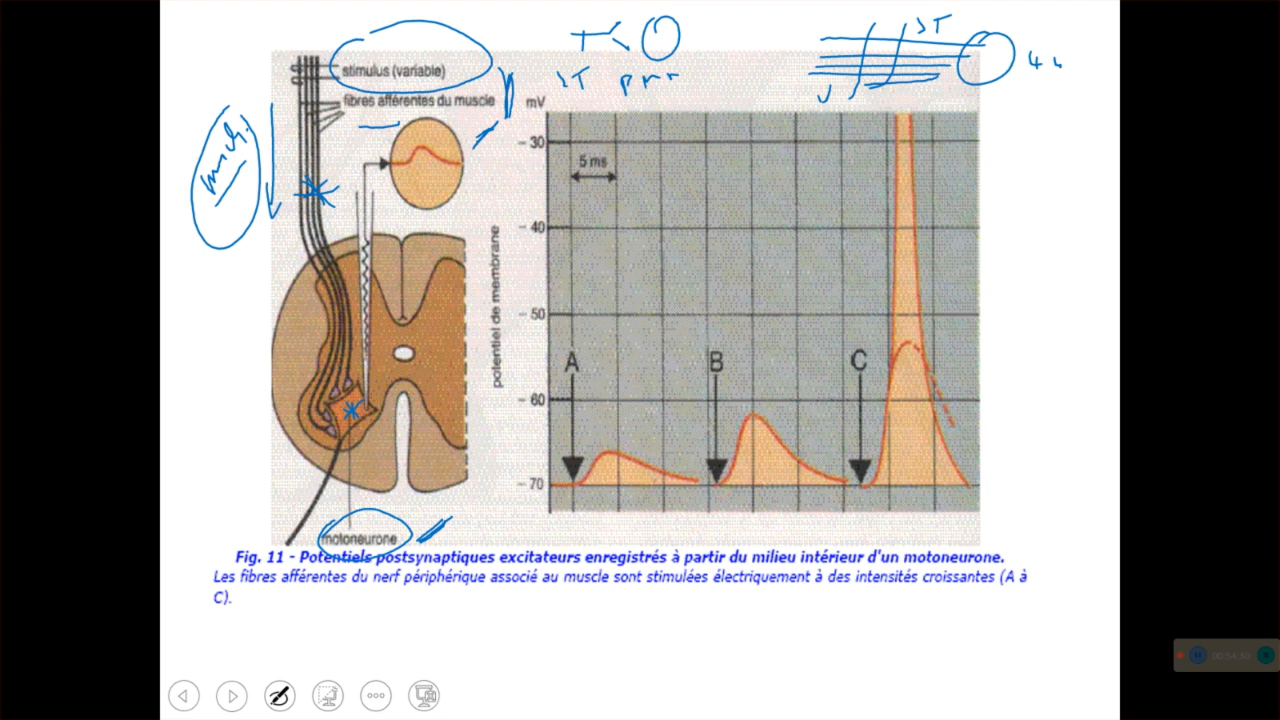 stimulus (variable)
fibres afférentes du muscle
mV
- 30
5 ms
- 40
potentiel de membrane
- 50
A
B
C
- 60
- 70
motoneurone
Fig. 11 - Potentiels postsynaptiques excitateurs enregistrés à partir du milieu intérieur d'un motoneurone.
Les fibres afférentes du nerf périphérique associé au muscle sont stimulées électriquement à des intensités croissantes (A à
C).